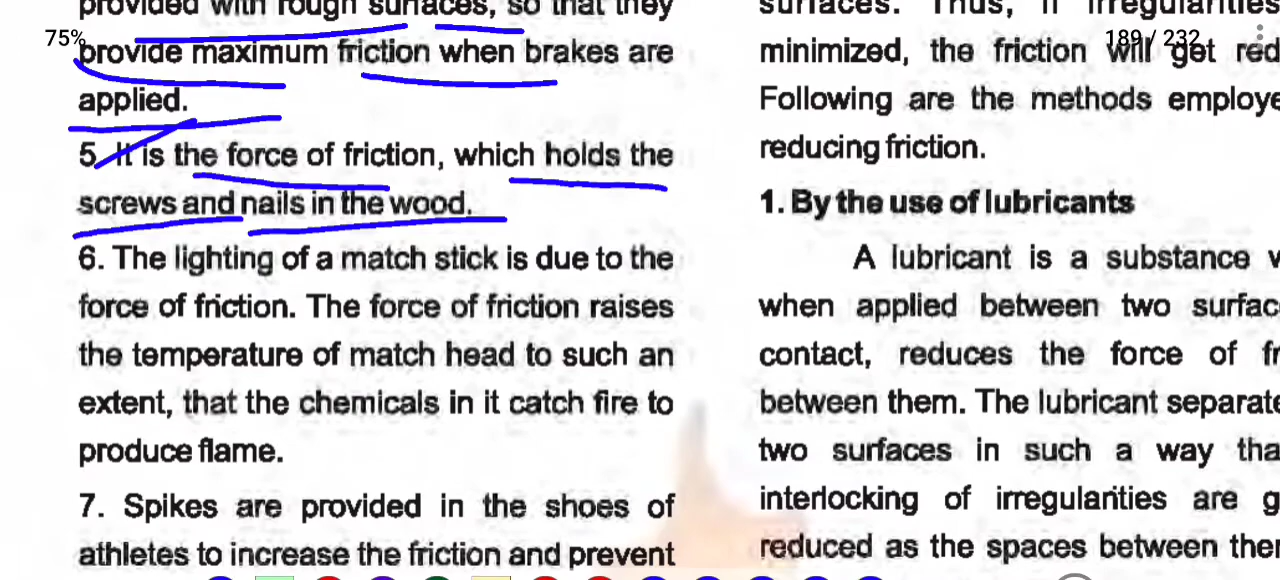 provided with rough surfaces, so that they
provide maximum friction when brakes are
applied.
5. It is the force of friction, which holds the
screws and nails in the wood.
6. The lighting of a match stick is due to the
force of friction. The force of friction raises
the temperature of match head to such an
extent, that the chemicals in it catch fire to
produce flame.
7. Spikes are provided in the shoes of
athletes to increase the friction and prevent
surfaces. Thus, if irregularities
minimized, the friction will get red
Following are the methods employe
reducing friction.
1. By the use of lubricants
A lubricant is a substance w
when applied between two surfac
contact, reduces the force of fr
between them. The lubricant separate
two surfaces in such a way tha
interlocking of irregularities are g
reduced as the spaces between ther
75%
189 / 232